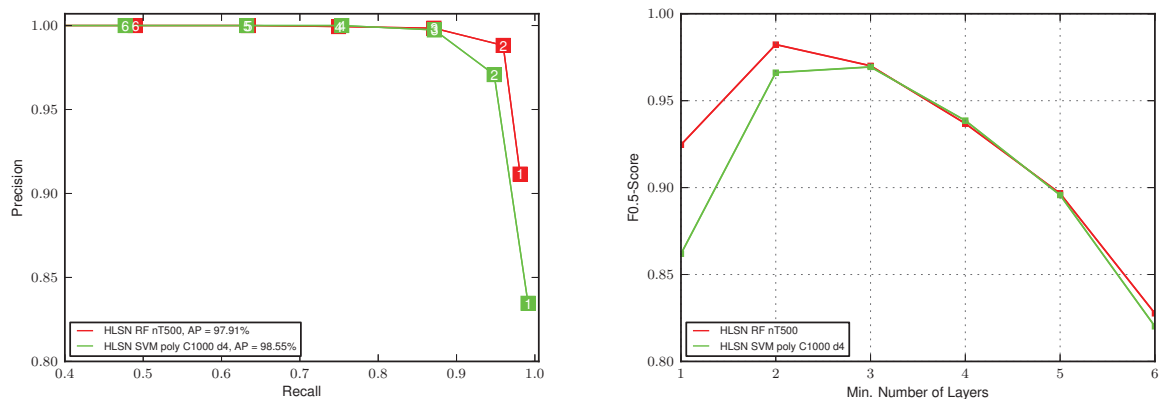 1.00
0.95
0.90
0.85
0.80
Precision
6 6 5 5 4 4 3 2 2 1 1
HLSN RF nT500, AP = 97.91%
HLSN SVM poly C1000 d4, AP = 98.55%
0.4 0.5 0.6 0.7 0.8 0.9 1.0
Recall
1.00
0.95
0.90
0.85
0.80
F0.5-Score
HLSN RF nT500
HLSN SVM poly C1000 d4
1 2 3 4 5 6
Min. Number of Layers